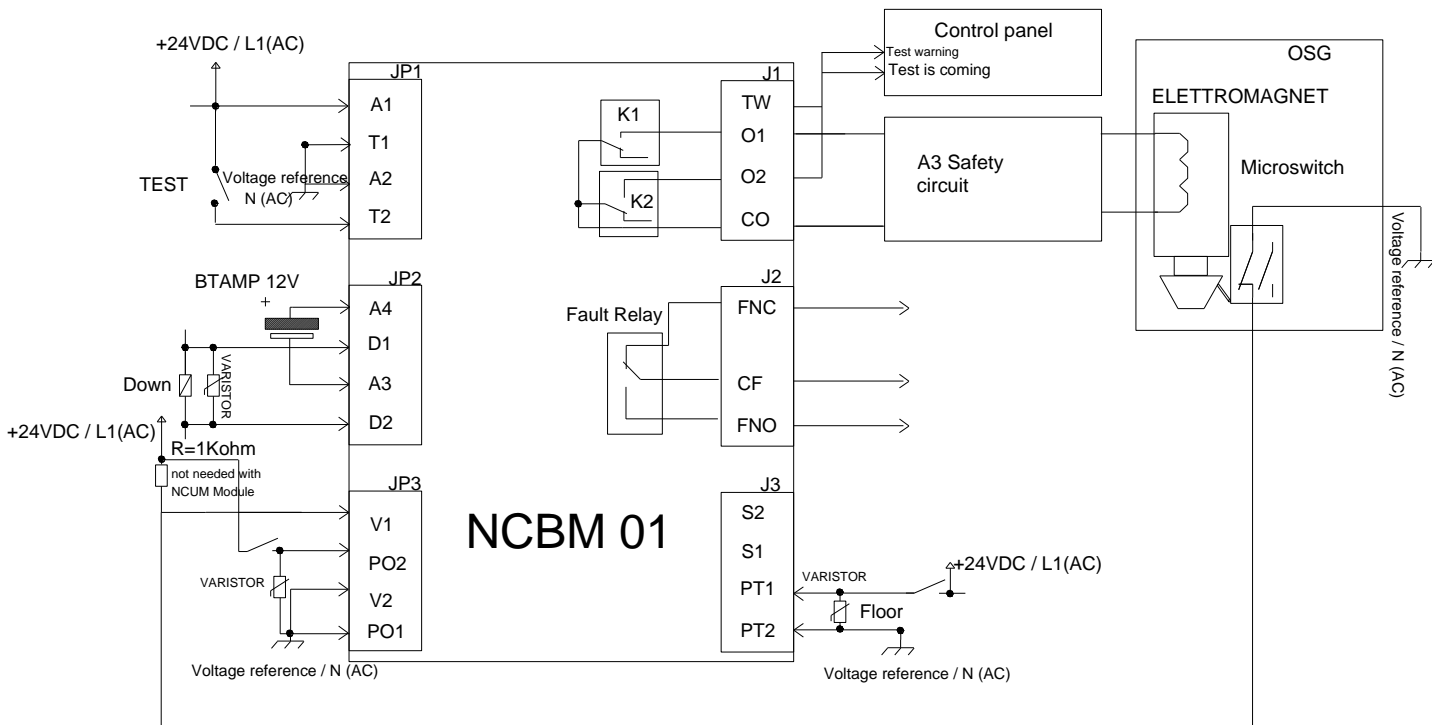 +24VDC / L1(AC)
JP1
A1
T1
A2
T2
TEST
Voltage reference
N (AC)
BTAMP 12V
+
JP2
A4
D1
A3
D2
Down
VARISTOR
+24VDC / L1(AC)
R=1Kohm
not needed with
NCUM Module
JP3
V1
PO2
V2
PO1
VARISTOR
Voltage reference / N (AC)
NCBM 01
K1
K2
J1
TW
O1
O2
CO
Fault Relay
J2
FNC
CF
FNO
J3
S2
S1
PT1
PT2
VARISTOR
Floor
+24VDC / L1(AC)
Voltage reference / N (AC)
Control panel
Test warning
Test is coming
A3 Safety
circuit
OSG
ELETTROMAGNET
Microswitch
Voltage reference / N (AC)